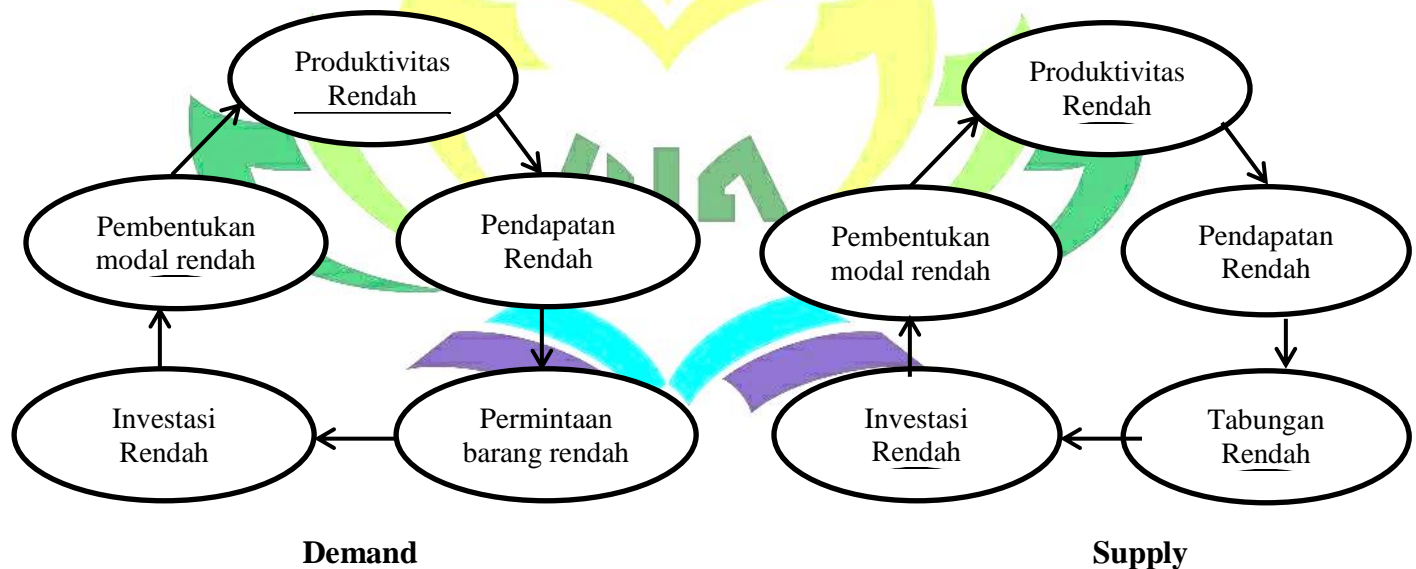 Produktivitas
Rendah
Pendapatan
Rendah
Permintaan
barang rendah
Investasi
Rendah
Pembentukan
modal rendah
Demand
Produktivitas
Rendah
Pendapatan
Rendah
Tabungan
Rendah
Investasi
Rendah
Pembentukan
modal rendah
Supply